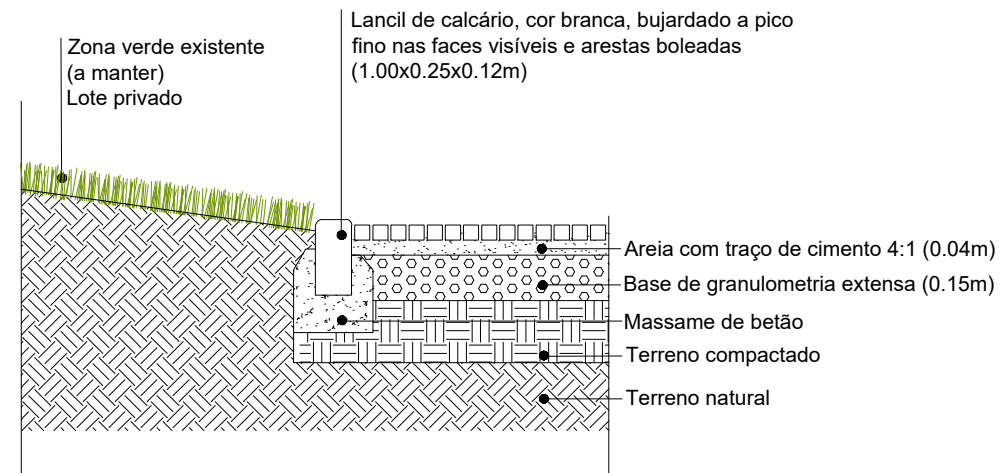 Zona verde existente
(a manter)
Lote privado
Lancil de calcário, cor branca, bujardado a pico
fino nas faces visíveis e arestas boleadas
(1.00x0.25x0.12m)
Areia com traço de cimento 4:1 (0.04m)
Base de granulometria extensa (0.15m)
Massame de betão
Terreno compactado
Terreno natural